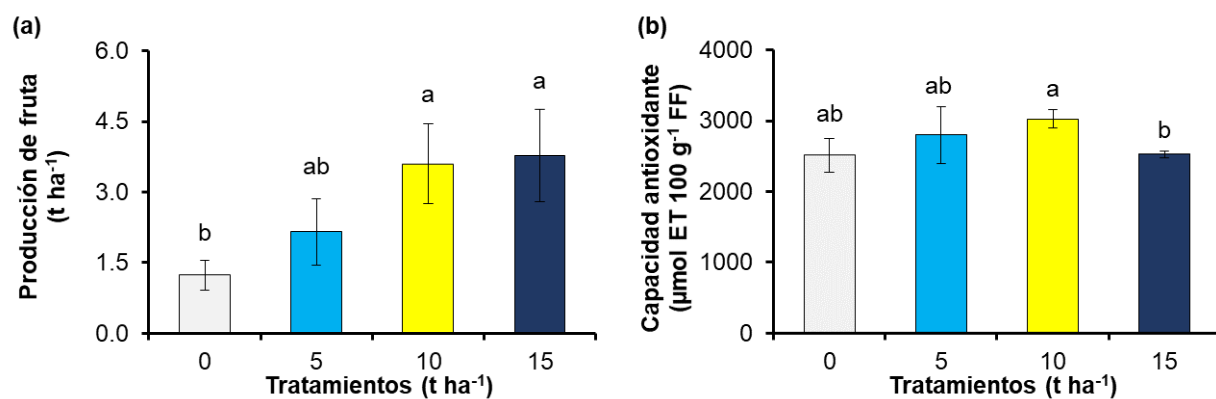 (a)
Producción de fruta
(t ha⁻¹)
6.0
4.5
3.0
1.5
0.0
b
ab
a
a
0 5 10 15
Tratamientos (t ha⁻¹)
(b)
Capacidad antioxidante
(µmol ET 100 g⁻¹ FF)
4000
3000
2000
1000
0
ab
ab
a
b
0 5 10 15
Tratamientos (t ha⁻¹)